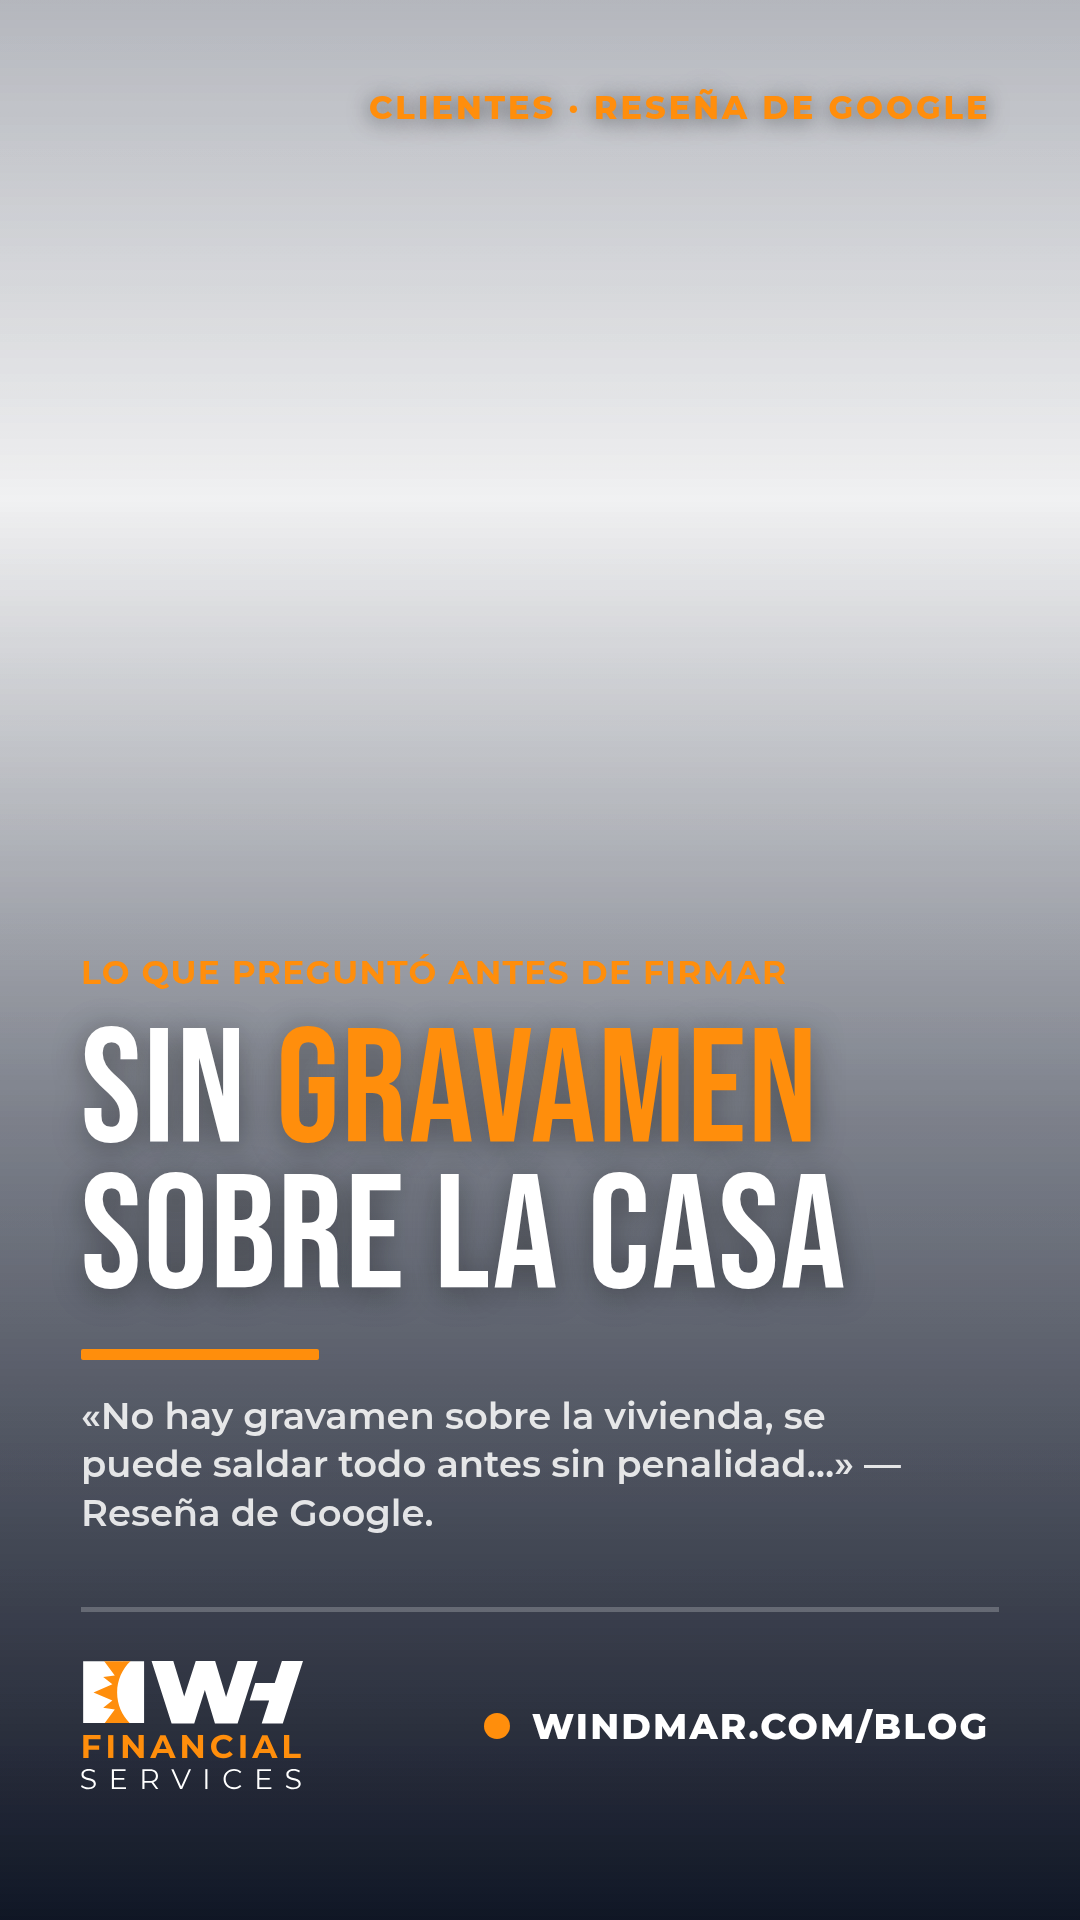 CLIENTES • RESEÑA DE GOOGLE
LO QUE PREGUNTÓ ANTES DE FIRMAR
SIN GRAVAMEN
SOBRE LA CASA
«No hay gravamen sobre la vivienda, se
puede saldar todo antes sin penalidad...» —
Reseña de Google.
WH
FINANCIAL
SERVICES
WINDMAR.COM/BLOG